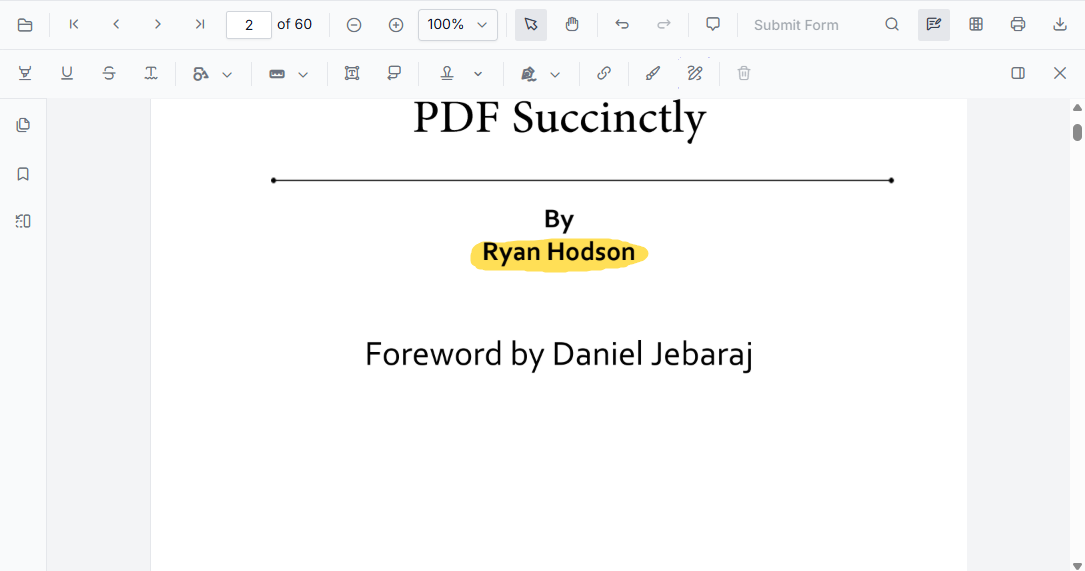 2 of 60 100% Submit Form
PDF Succinctly
By
Ryan Hodson
Foreword by Daniel Jebaraj